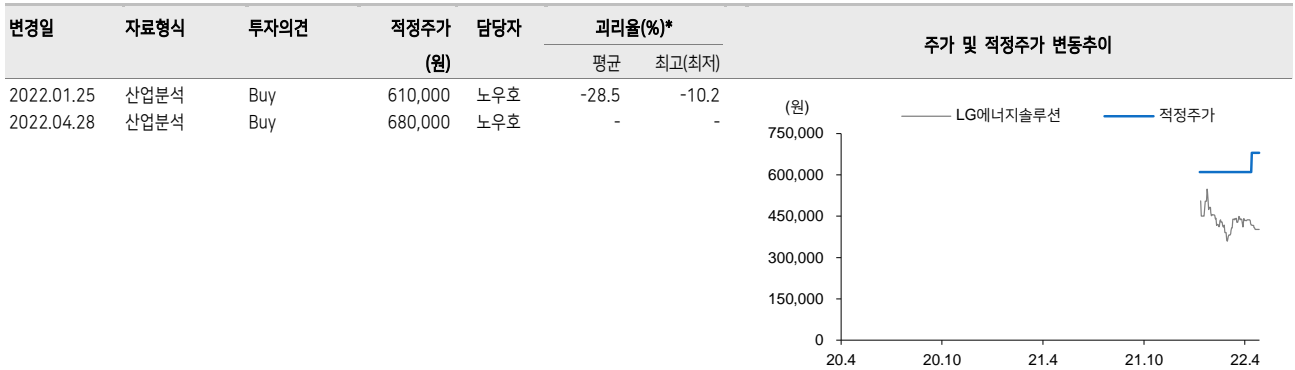 변경일 자료형식 투자의견 적정주가 담당자 괴리율(%)* 주가 및 적정주가 변동추이
(원) 평균 최고(최저)
2022.01.25 산업분석 Buy 610,000 노우호 -28.5 -10.2
2022.04.28 산업분석 Buy 680,000 노우호 - -
(원) LG에너지솔루션 적정주가
750,000
600,000
450,000
300,000
150,000
0
20.4 20.10 21.4 21.10 22.4